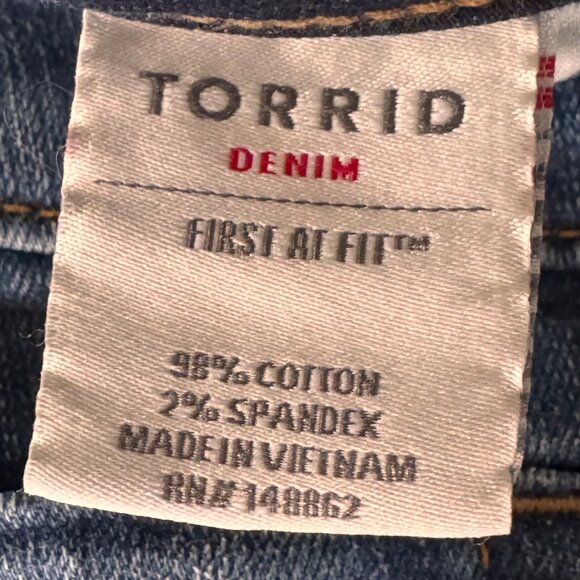 TORRID
DENIM
FIRST AT FIT™
98% COTTON
2% SPANDEX
MADE IN VIETNAM
RN# 148862